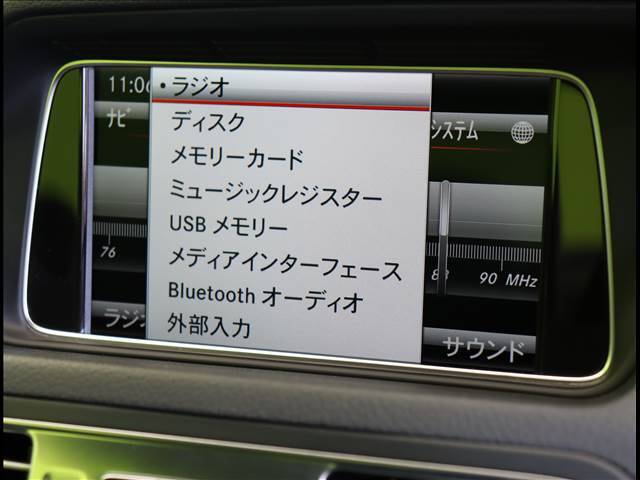 11:06
• ラジオ
ナビ
システム
ディスク
メモリーカード
ミュージックレジスター
USB メモリー
メディアインターフェース
Bluetooth オーディオ
外部入力
76
90 MHz
サウンド